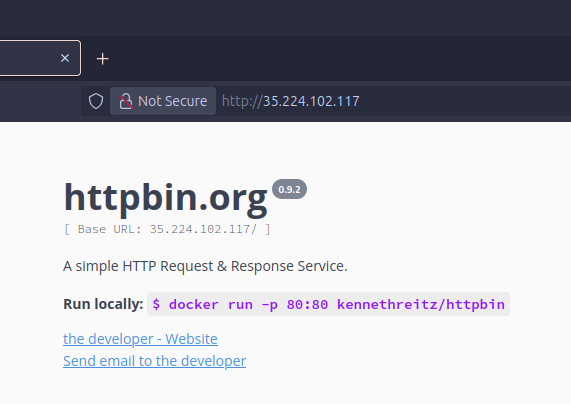 Not Secure http://35.224.102.117
httpbin.org 0.9.2
[ Base URL: 35.224.102.117/ ]
A simple HTTP Request & Response Service.
Run locally: $ docker run -p 80:80 kennethreitz/httpbin
the developer - Website
Send email to the developer